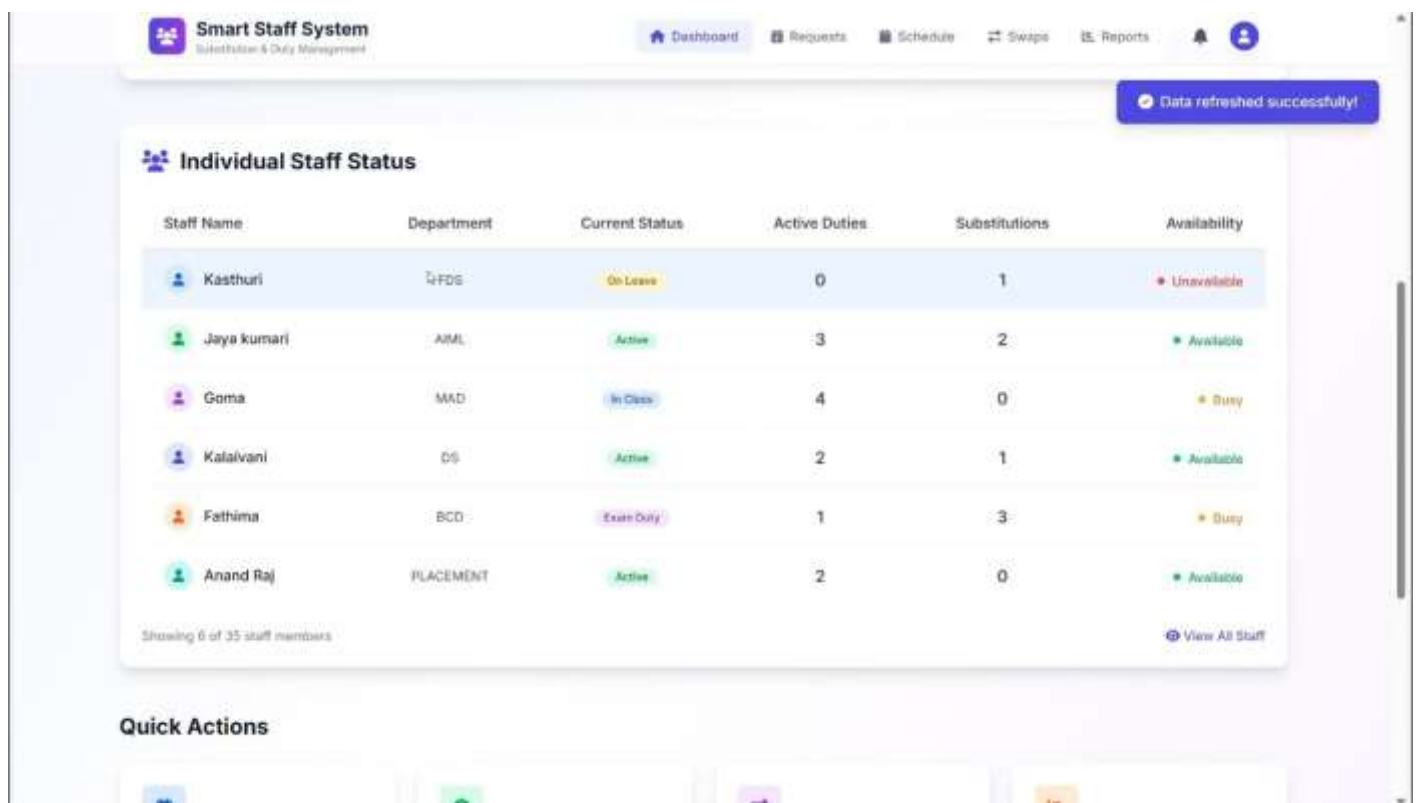 Smart Staff System
Substitution & Duty Management
Dashboard Requests Schedule Swaps Reports
Data refreshed successfully!
Individual Staff Status
Staff Name Department Current Status Active Duties Substitutions Availability
Kasthuri FDS On Leave 0 1 Unavailable
Jaya kumari AIML Active 3 2 Available
Goma MAD In Class 4 0 Busy
Kalaivani DS Active 2 1 Available
Fathima BCD Exam Duty 1 3 Busy
Anand Raj PLACEMENT Active 2 0 Available
Showing 6 of 35 staff members View All Staff
Quick Actions